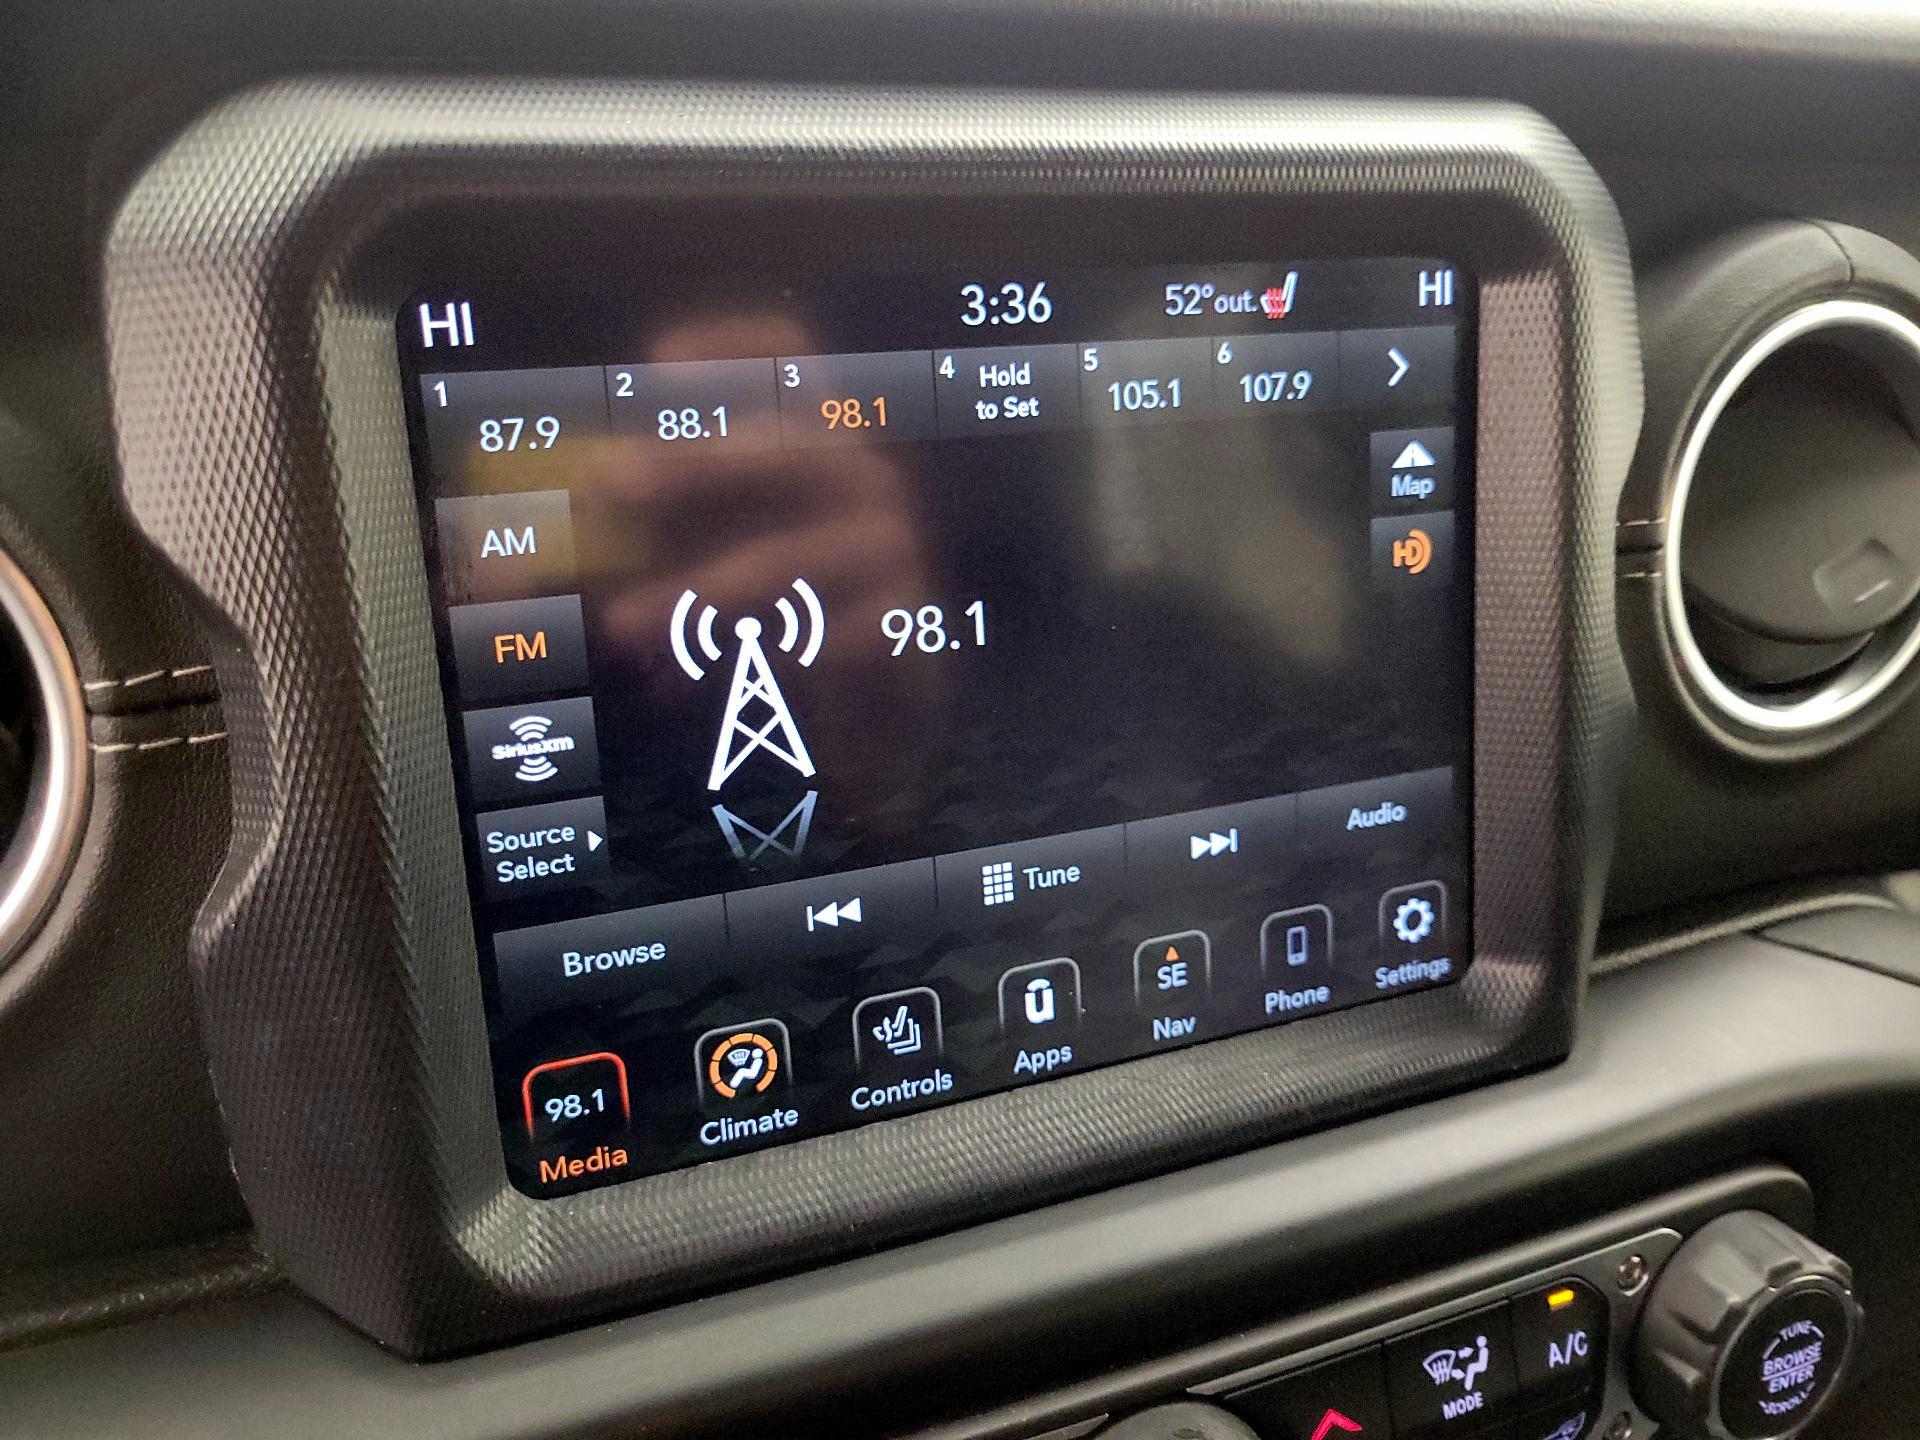 HI 3:36 52° out. HI
1 87.9 2 88.1 3 98.1 4 Hold to Set 5 105.1 6 107.9
Map
AM
HD
FM
98.1
SiriusXM
Source
Select
Browse Tune Audio
98.1 SE
Media Climate Controls Apps Nav Phone Settings
MODE A/C
TUNE
BROWSE
ENTER
SCROLL